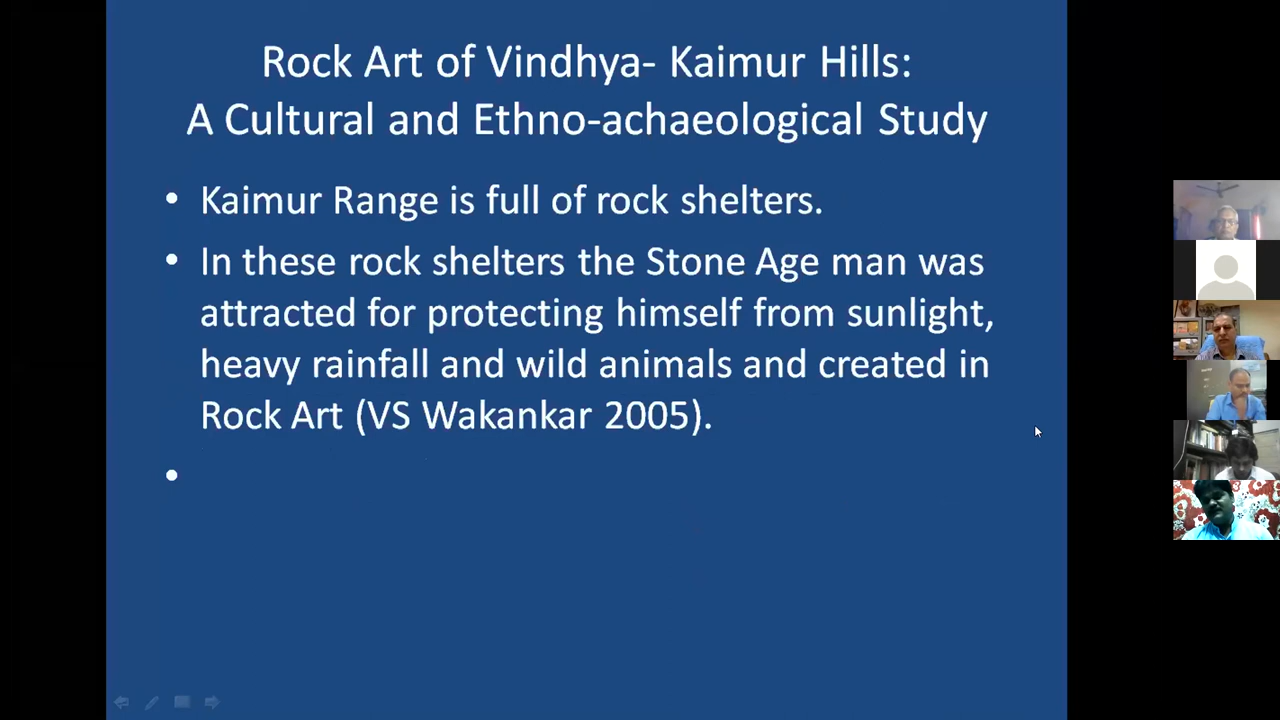 Rock Art of Vindhya- Kaimur Hills:
A Cultural and Ethno-achaeological Study
• Kaimur Range is full of rock shelters.
• In these rock shelters the Stone Age man was
attracted for protecting himself from sunlight,
heavy rainfall and wild animals and created in
Rock Art (VS Wakankar 2005).
•